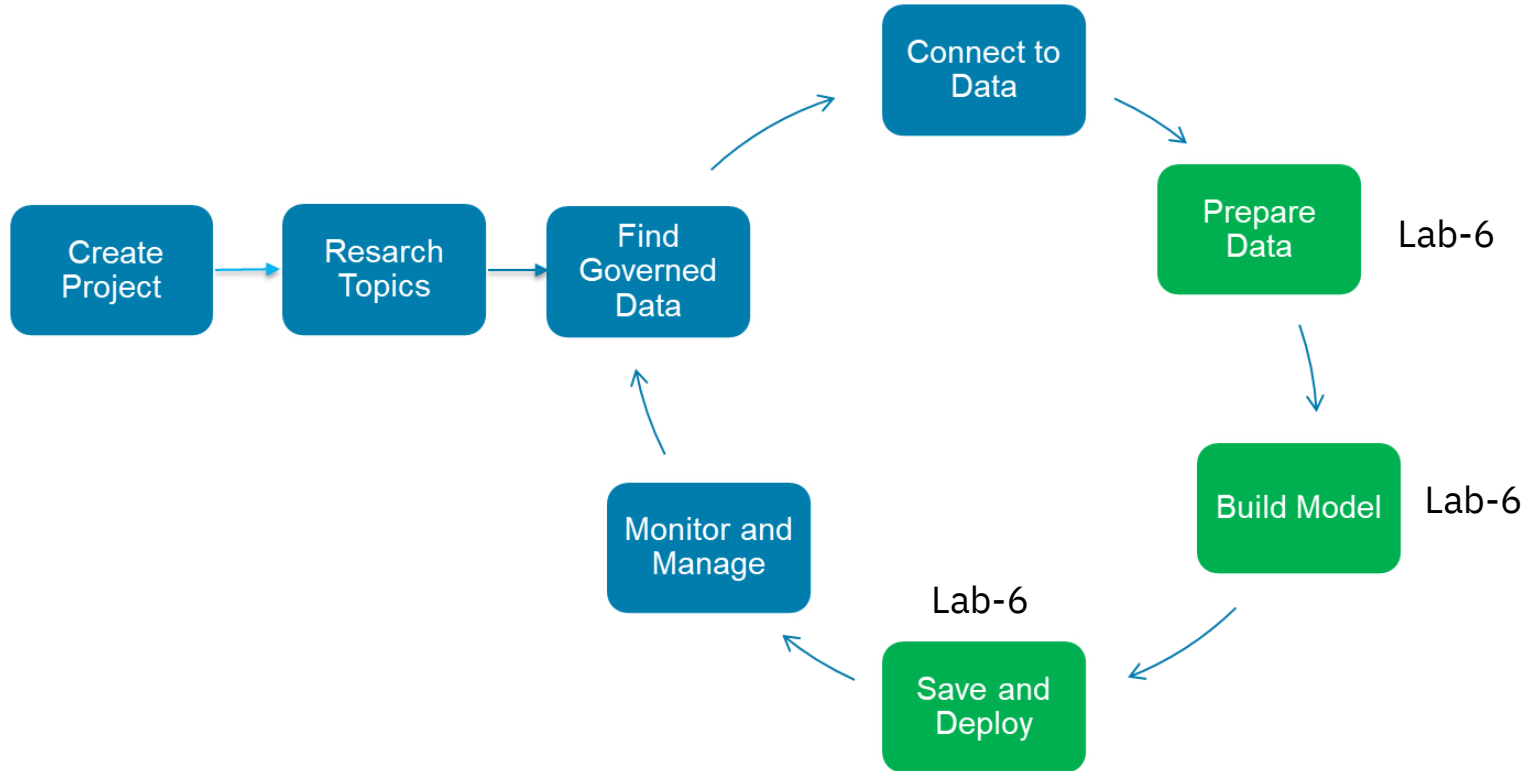 Create
Project
Resarch
Topics
Find
Governed
Data
Connect to
Data
Prepare
Data
Lab-6
Build Model
Lab-6
Lab-6
Save and
Deploy
Monitor and
Manage